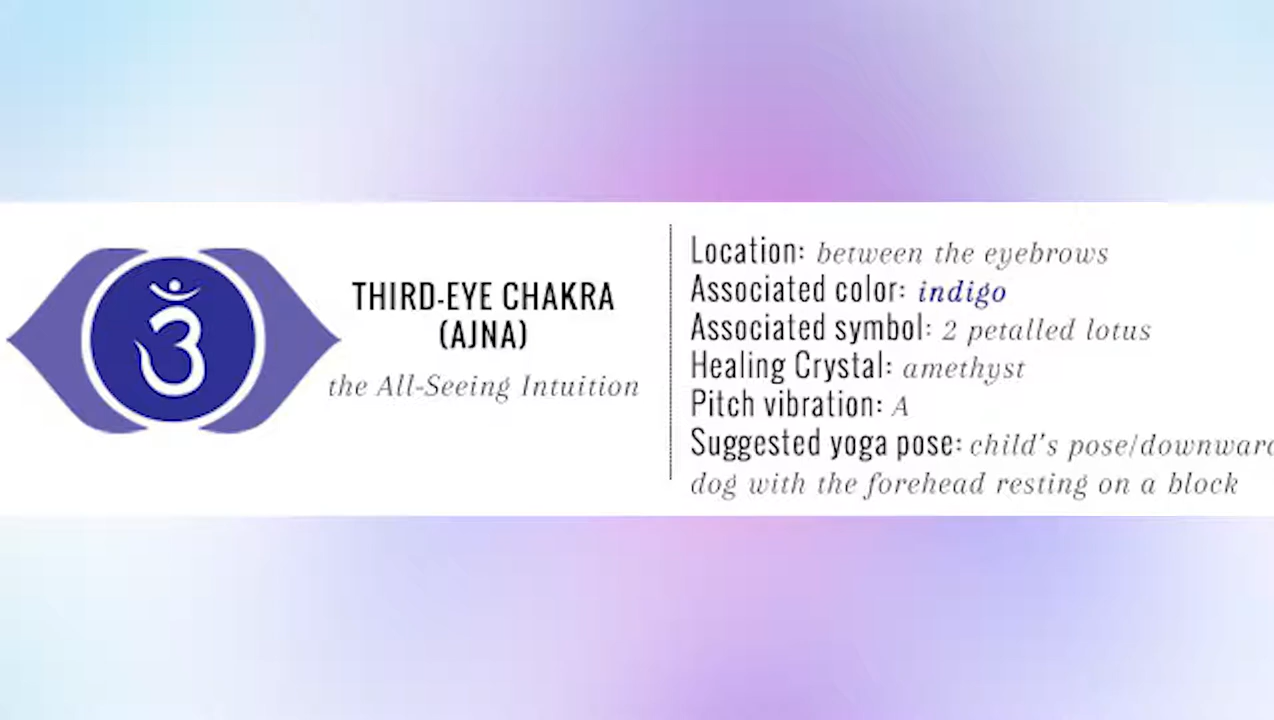 THIRD-EYE CHAKRA
(AJNA)
the All-Seeing Intuition
Location: between the eyebrows
Associated color: indigo
Associated symbol: 2 petalled lotus
Healing Crystal: amethyst
Pitch vibration: A
Suggested yoga pose: child's pose/downward
dog with the forehead resting on a block